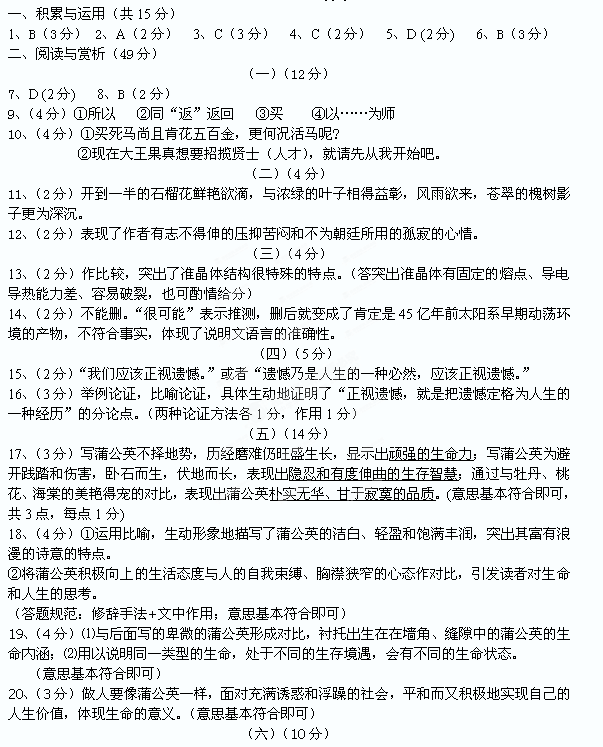 一、积累与运用（共15分）
1、B（3分） 2、A（2分） 3、C（3分） 4、C（2分） 5、D(2分) 6、B（3分）
二、阅读与赏析（49分）
（一）（12分）
7、D(2分) 8、B（2分）
9、（4分）①所以 ②同“返”返回 ③买 ④以……为师
10、（4分）①买死马尚且肯花五百金，更何况活马呢？
②现在大王果真想要招揽贤士（人才），就请先从我开始吧。
（二）（4分）
11、（2分）开到一半的石榴花鲜艳欲滴，与浓绿的叶子相得益彰，风雨欲来，苍翠的槐树影
子更为深沉。
12、（2分）表现了作者有志不得伸的压抑苦闷和不为朝廷所用的孤寂的心情。
（三）（4分）
13、（2分）作比较，突出了准晶体结构很特殊的特点。（答突出准晶体有固定的熔点、导电
导热能力差、容易破裂，也可酌情给分）
14、（2分）不能删。“很可能”表示推测，删后就变成了肯定是45亿年前太阳系早期动荡环
境的产物，不符合事实，体现了说明文语言的准确性。
（四）（5分）
15、（2分）“我们应该正视遗憾。”或者“遗憾乃是人生的一种必然，应该正视遗憾。”
16、（3分）举例论证，比喻论证，具体生动地证明了“正视遗憾，就是把遗憾定格为人生的
一种经历”的分论点。（两种论证方法各1分，作用1分）
（五）（14分）
17、（3分）写蒲公英不择地势，历经磨难仍旺盛生长，显示出顽强的生命力；写蒲公英为避
开践踏和伤害，卧石而生，伏地而长，表现出隐忍和有度伸曲的生存智慧；通过与牡丹、桃
花、海棠的美艳得宠的对比，表现出蒲公英朴实无华、甘于寂寞的品质。(意思基本符合即可，
共3点，每点1分)
18、（4分）①运用比喻，生动形象地描写了蒲公英的洁白、轻盈和饱满丰润，突出其富有浪
漫的诗意的特点。
②将蒲公英积极向上的生活态度与人的自我束缚、胸襟狭窄的心态作对比，引发读者对生命
和人生的思考。
（答题规范：修辞手法+文中作用；意思基本符合即可）
19、（4分）⑴与后面写的卑微的蒲公英形成对比，衬托出生在在墙角、缝隙中的蒲公英的生
命内涵；⑵用以说明同一类型的生命，处于不同的生存境遇，会有不同的生命状态。
（意思基本符合即可）
20、（3分）做人要像蒲公英一样，面对充满诱惑和浮躁的社会，平和而又积极地实现自己的
人生价值，体现生命的意义。（意思基本符合即可）
（六）（10分）